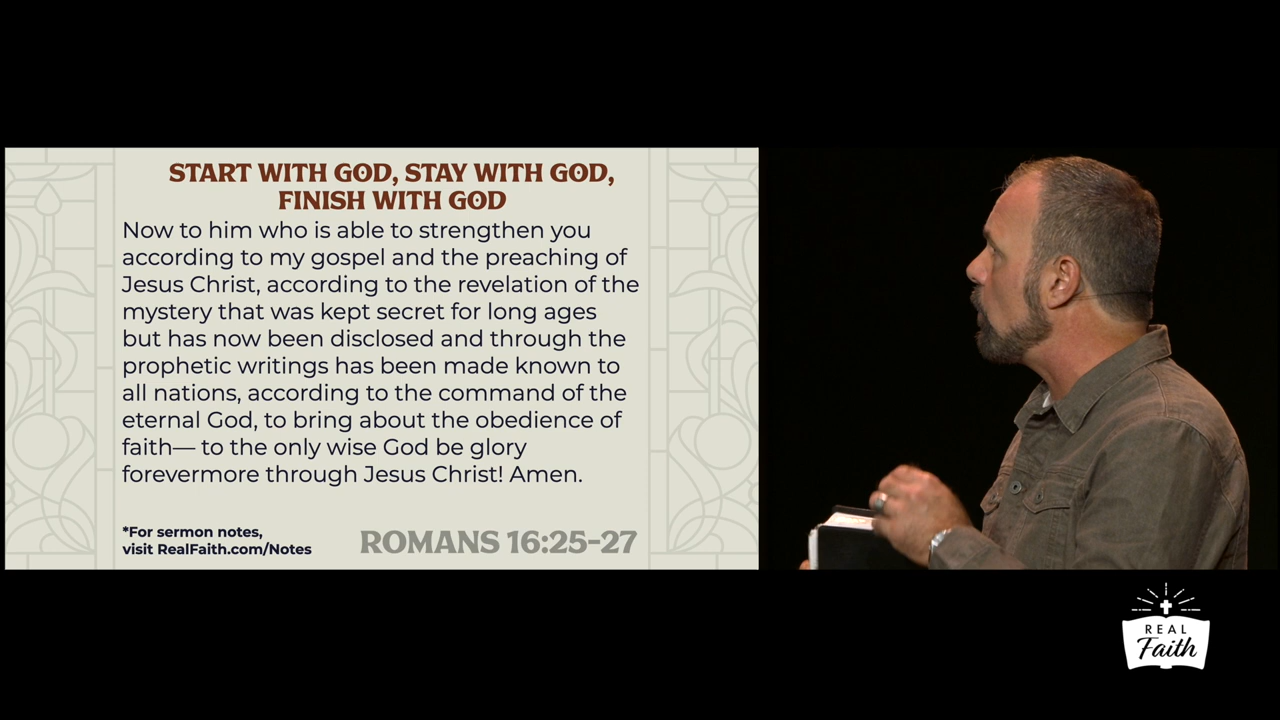 START WITH GOD, STAY WITH GOD,
FINISH WITH GOD
Now to him who is able to strengthen you
according to my gospel and the preaching of
Jesus Christ, according to the revelation of the
mystery that was kept secret for long ages
but has now been disclosed and through the
prophetic writings has been made known to
all nations, according to the command of the
eternal God, to bring about the obedience of
faith— to the only wise God be glory
forevermore through Jesus Christ! Amen.
*For sermon notes,
visit RealFaith.com/Notes
ROMANS 16:25-27
REAL
Faith